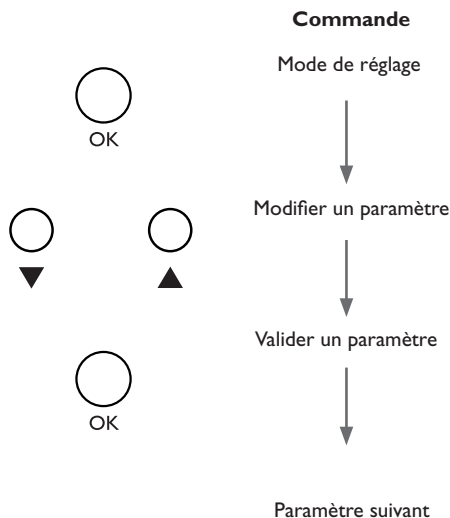 Commande
Mode de réglage
OK
Modifier un paramètre
Valider un paramètre
OK
Paramètre suivant